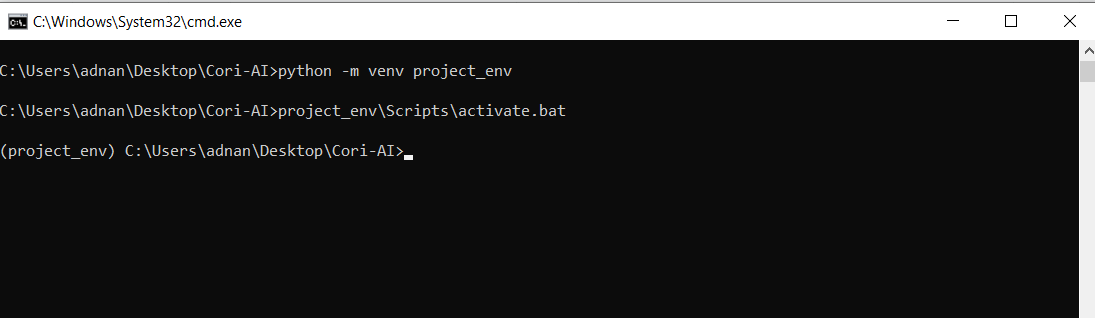 C:\Windows\System32\cmd.exe
C:\Users\adnan\Desktop\Cori-AI>python -m venv project_env
C:\Users\adnan\Desktop\Cori-AI>project_env\Scripts\activate.bat
(project_env) C:\Users\adnan\Desktop\Cori-AI>